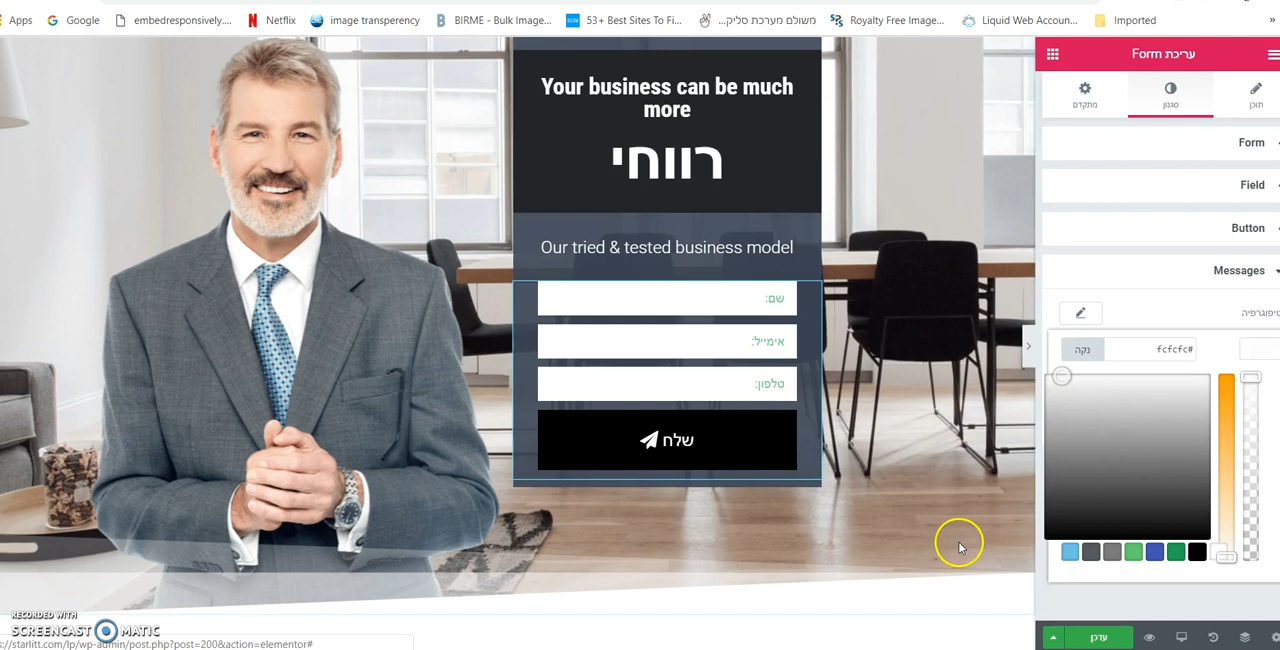 Apps
Google
embedresponsively....
Netflix
image transparency
BIRME - Bulk Image...
53+ Best Sites To Fi...
משולם מערכת סליק...
Royalty Free Image...
Liquid Web Accoun...
Imported
»
Your business can be much
more
רווחי
Our tried & tested business model
שם:
אימייל:
טלפון:
שלח
עריכת Form
מתקדם
סגנון
תוכן
Form
Field
Button
Messages
טיפוגרפיה
נקה
#fcfcfc
עדכן
RECORDED WITH
SCREENCAST MATIC
s://starlitt.com/lp/wp-admin/post.php?post=200&action=elementor#